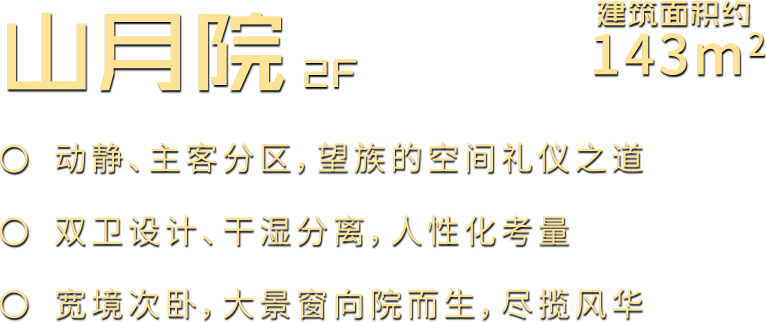 山月院 2F
建筑面积约
143m²
动静、主客分区，望族的空间礼仪之道
双卫设计、干湿分离，人性化考量
宽境次卧，大景窗向院而生，尽揽风华